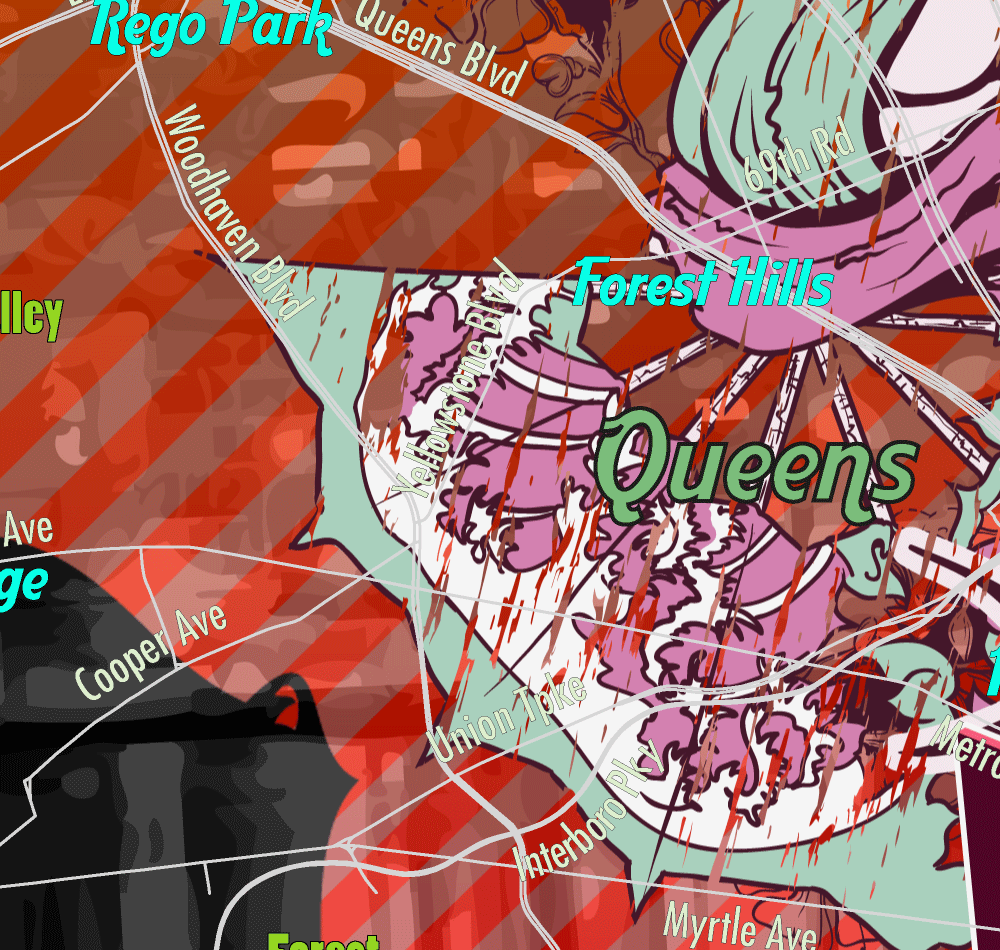 Rego Park
Queens Blvd
69th Rd
Woodhaven Blvd
Forest Hills
lley
Yellowstone Blvd
Queens
Ave
ge
Cooper Ave
Union Tpke
Metro
Interboro Pky
Myrtle Ave
Forest